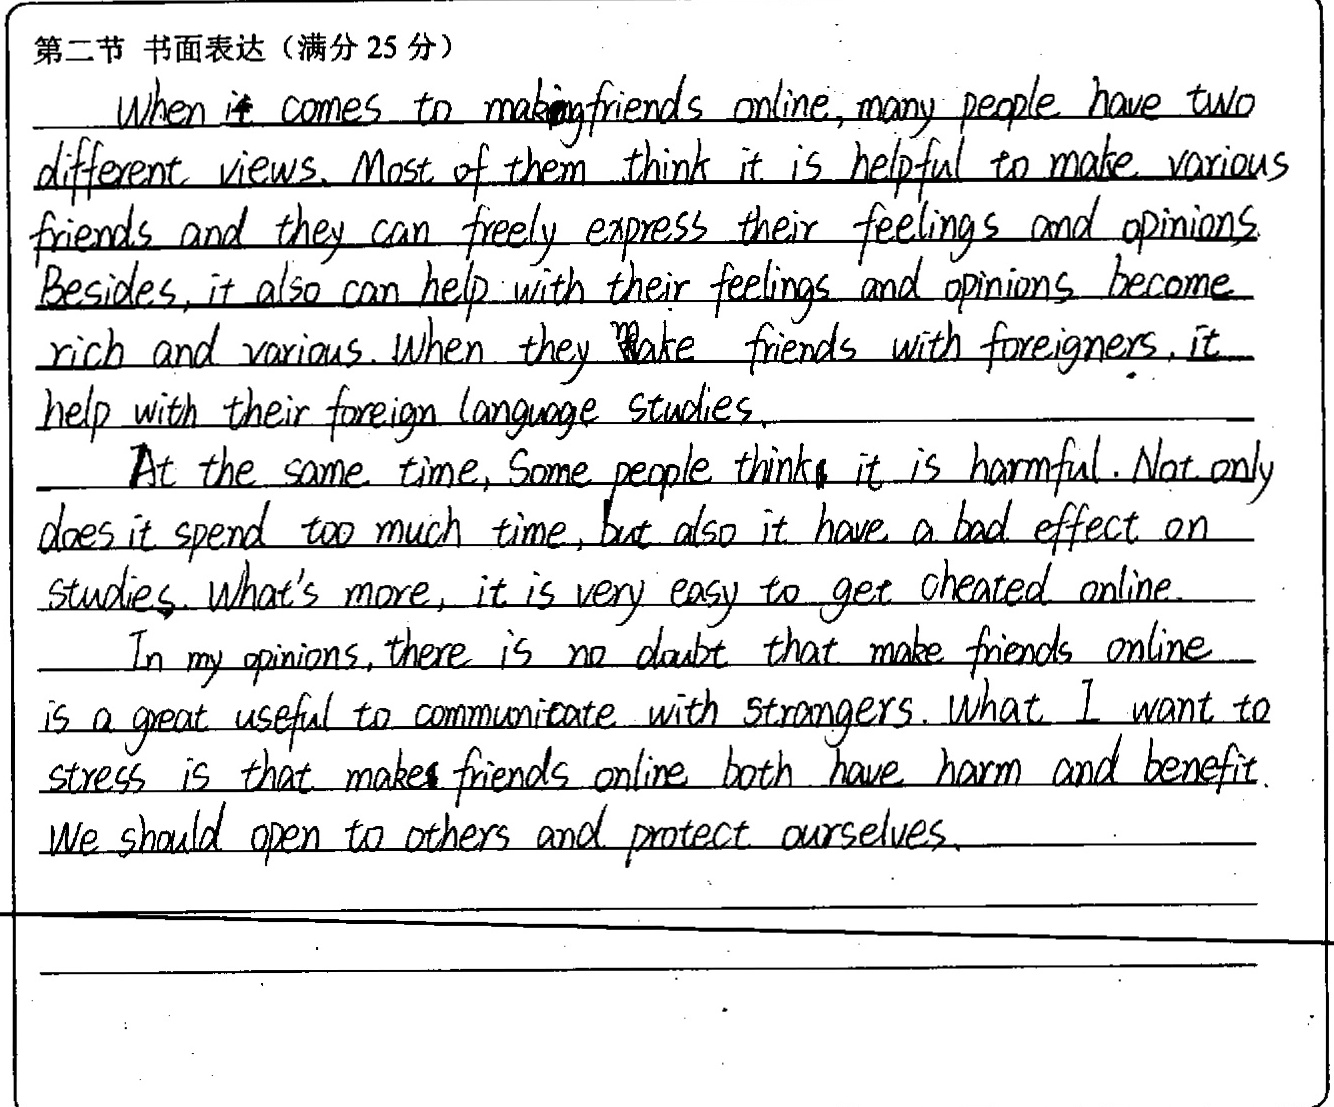 第二节 书面表达（满分 25 分）
When it comes to making friends online, many people have two
different views. Most of them think it is helpful to make various
friends and they can freely express their feelings and opinions.
Besides, it also can help with their feelings and opinions become
rich and various. When they make friends with foreigners, it
help with their foreign language studies.
At the same time, Some people think it is harmful. Not only
does it spend too much time, but also it have a bad effect on
studies. What's more, it is very easy to get cheated online.
In my opinions, there is no doubt that make friends online
is a great useful to communicate with strangers. What I want to
stress is that make friends online both have harm and benefit.
We should open to others and protect ourselves.